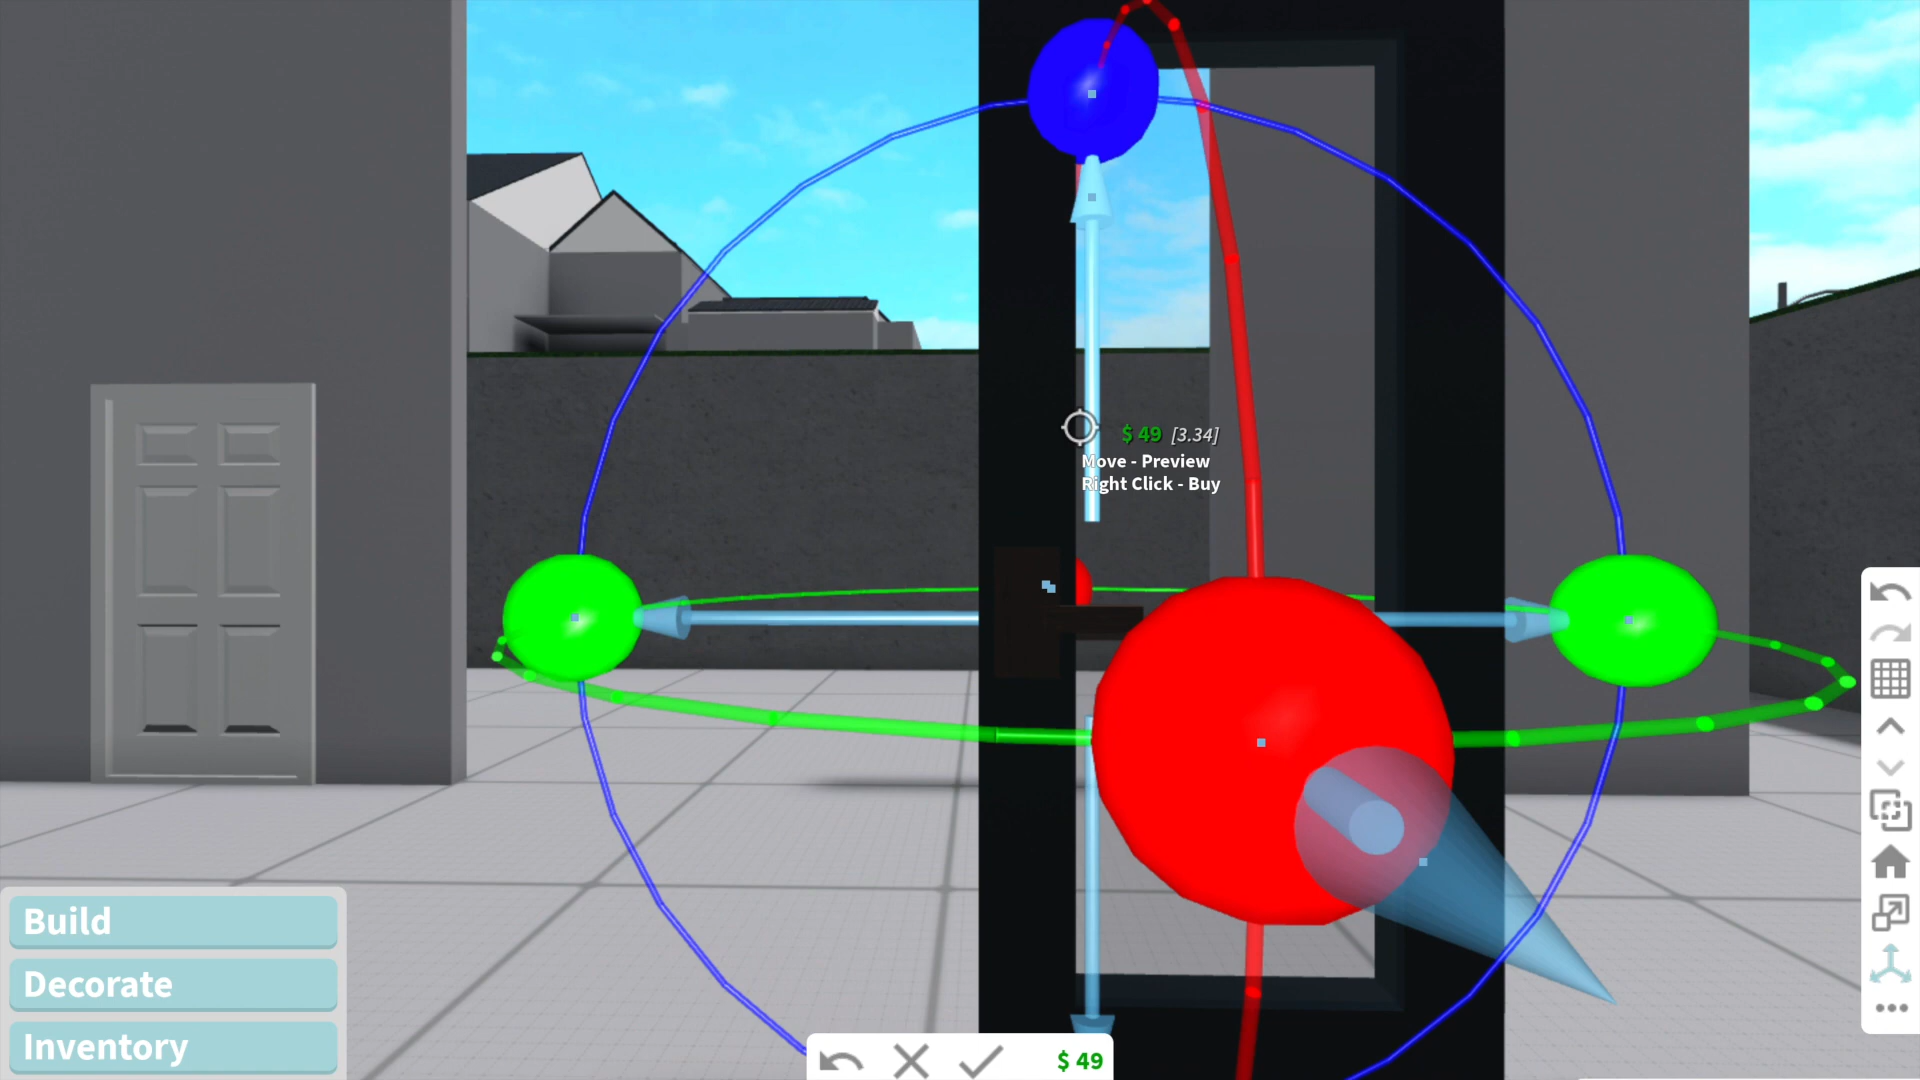 $ 49 [3.34]
Move - Preview
Right Click - Buy
Build
Decorate
Inventory
$ 49